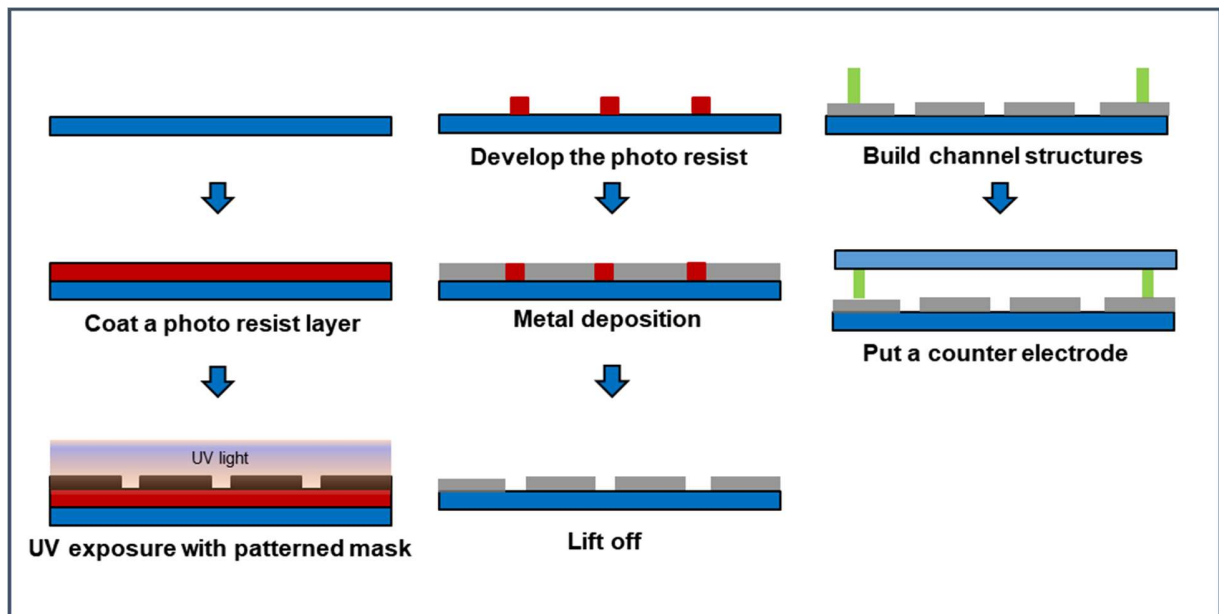 Coat a photo resist layer
UV light
UV exposure with patterned mask
Develop the photo resist
Metal deposition
Lift off
Build channel structures
Put a counter electrode